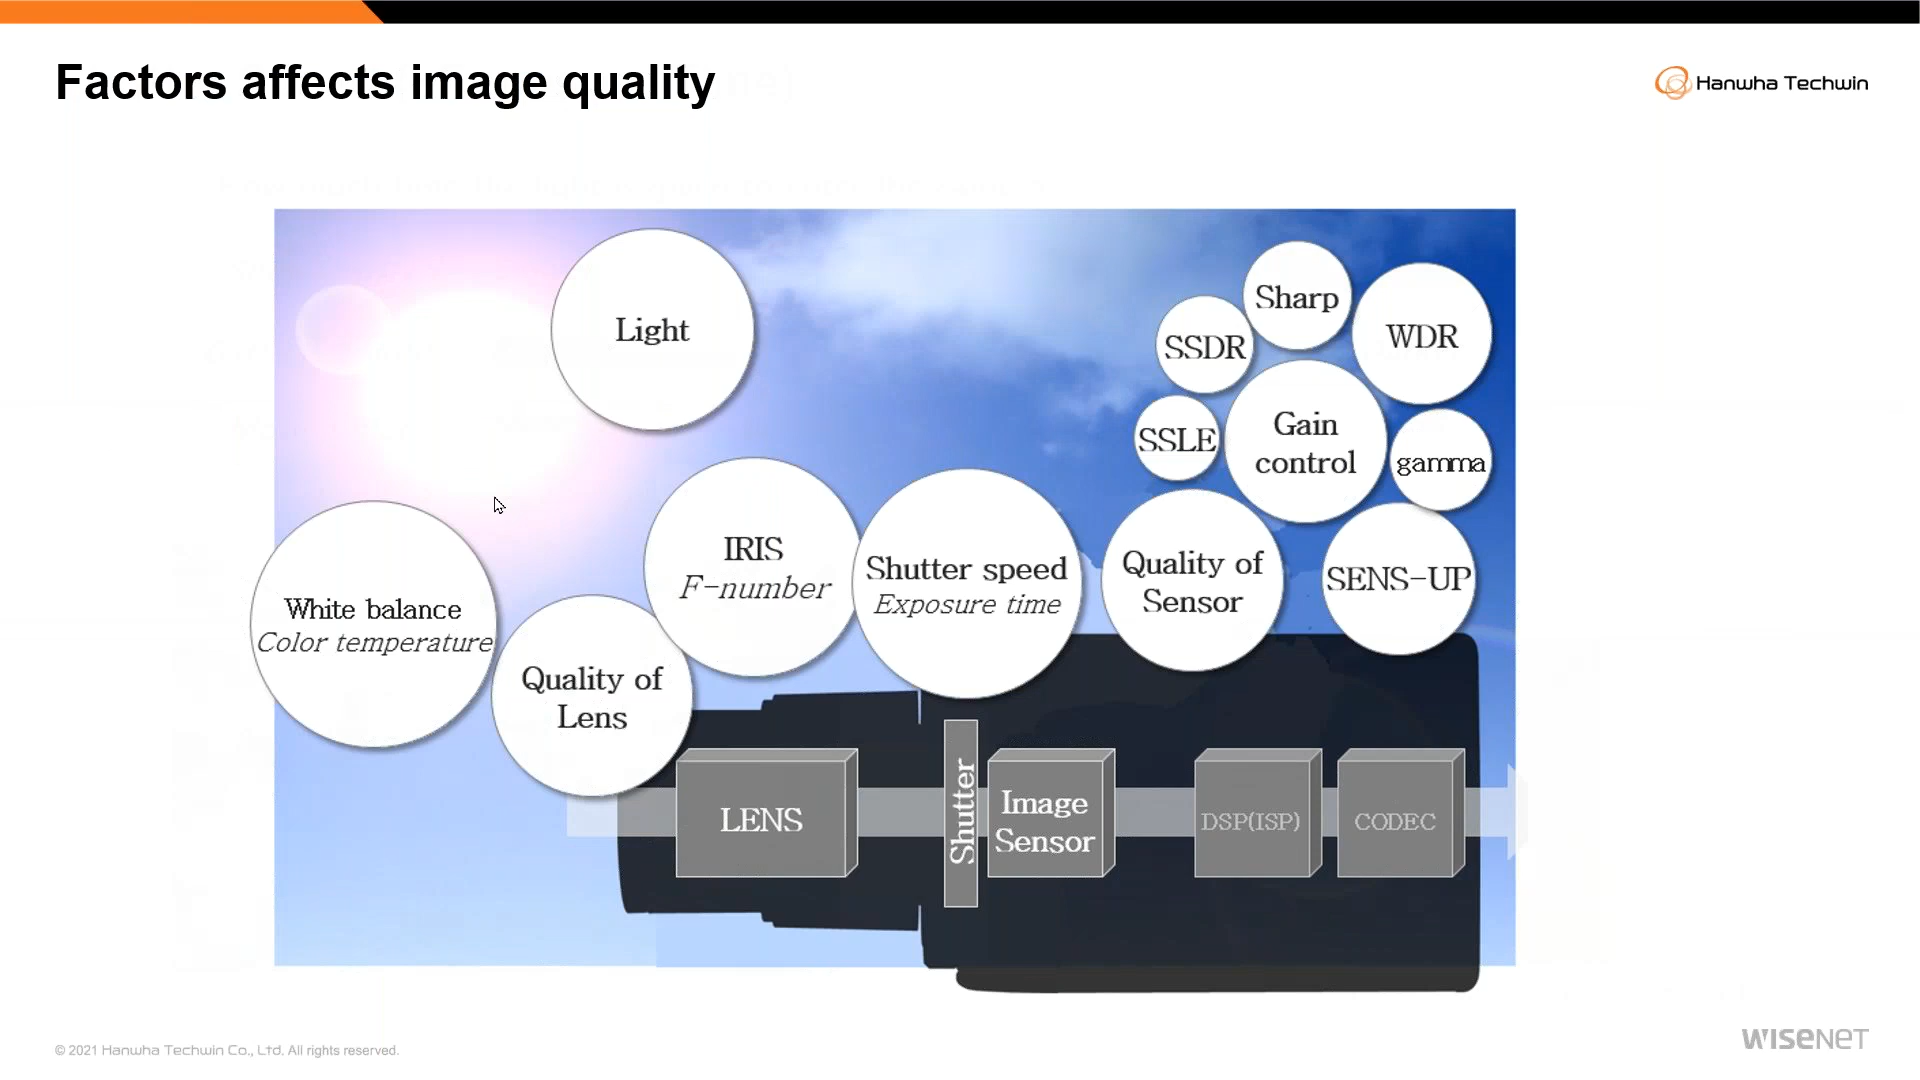 Factors affects image quality
Hanwha Techwin
Light
Sharp
SSDR
WDR
SSLE
Gain
control
gamma
IRIS
F-number
Shutter speed
Exposure time
Quality of
Sensor
SENS-UP
White balance
Color temperature
Quality of
Lens
LENS
Shutter
Image
Sensor
DSP(ISP)
CODEC
© 2021 Hanwha Techwin Co., Ltd. All rights reserved.
WISENET